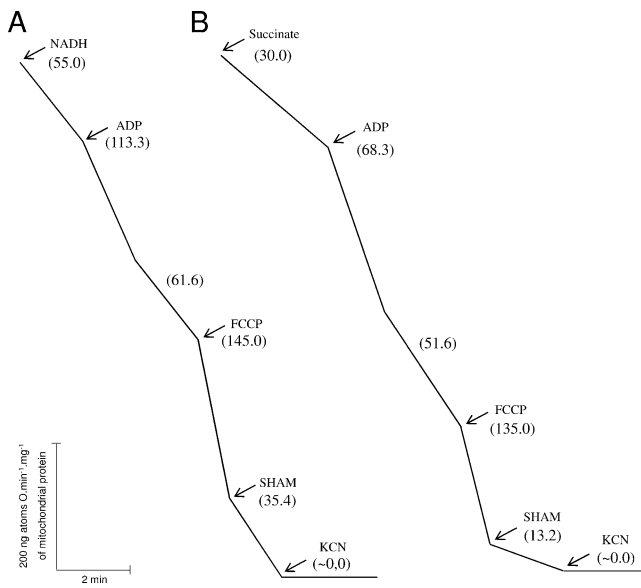 A
NADH
(55.0)
ADP
(113.3)
(61.6)
FCCP
(145.0)
SHAM
(35.4)
KCN
(~0,0)
B
Succinate
(30.0)
ADP
(68.3)
(51.6)
FCCP
(135.0)
SHAM
(13.2)
KCN
(~0.0)
200 ng atoms O.min⁻¹.mg⁻¹
of mitochondrial protein
2 min